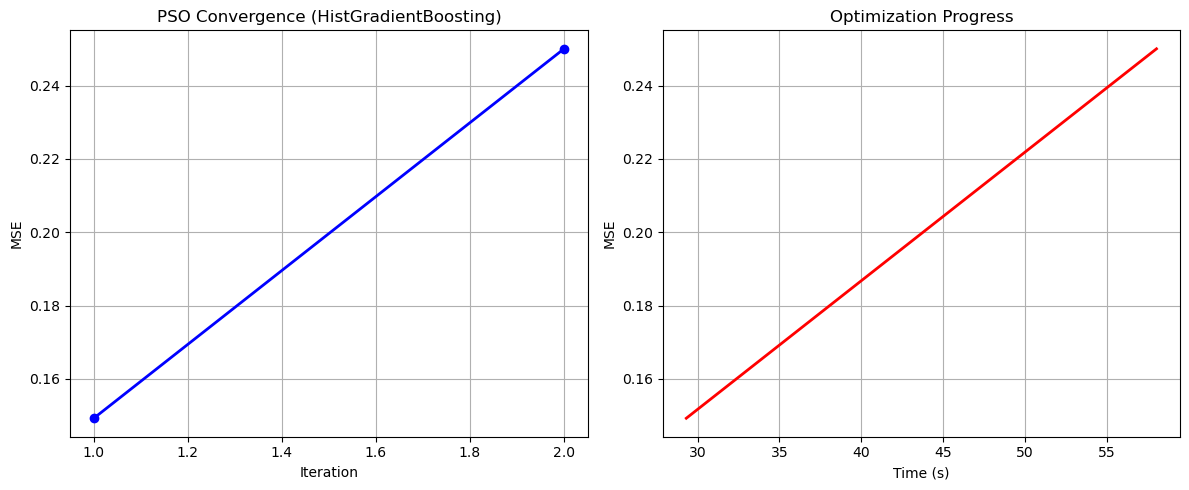 PSO Convergence (HistGradientBoosting)
MSE
0.24
0.22
0.20
0.18
0.16
1.0 1.2 1.4 1.6 1.8 2.0
Iteration
Optimization Progress
MSE
0.24
0.22
0.20
0.18
0.16
30 35 40 45 50 55
Time (s)